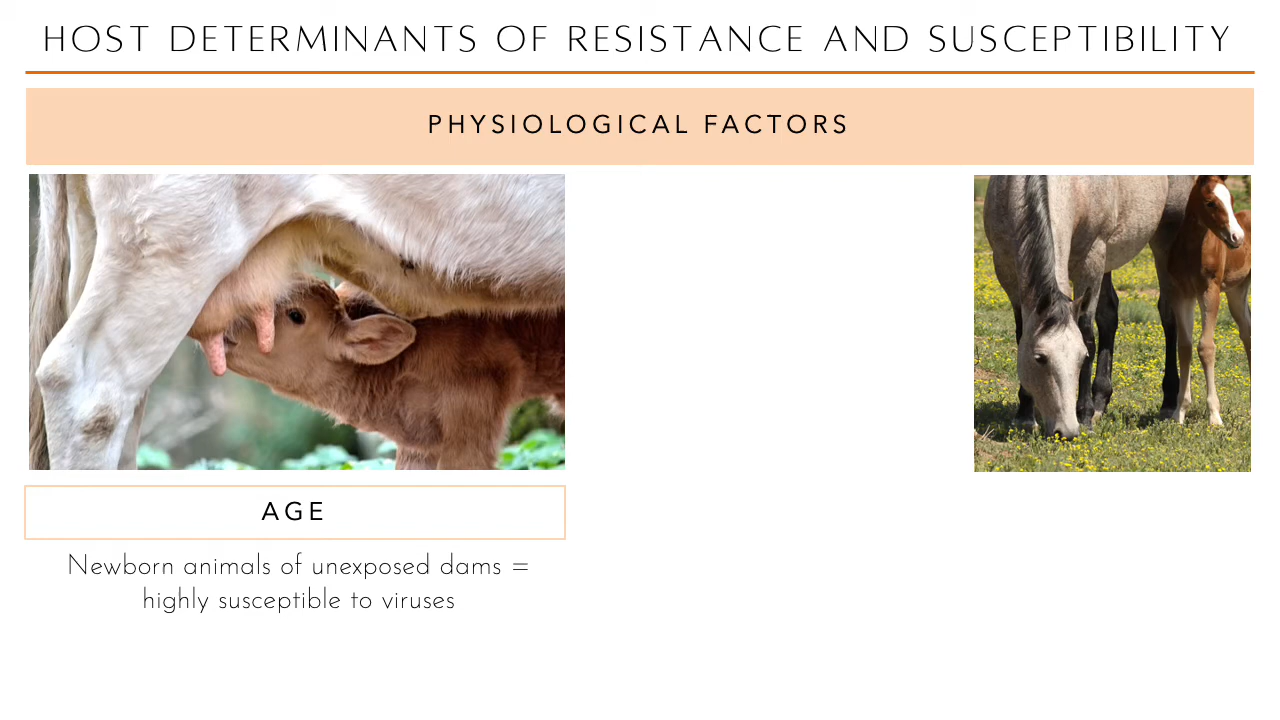 HOST DETERMINANTS OF RESISTANCE AND SUSCEPTIBILITY
PHYSIOLOGICAL FACTORS
AGE
Newborn animals of unexposed dams =
highly susceptible to viruses